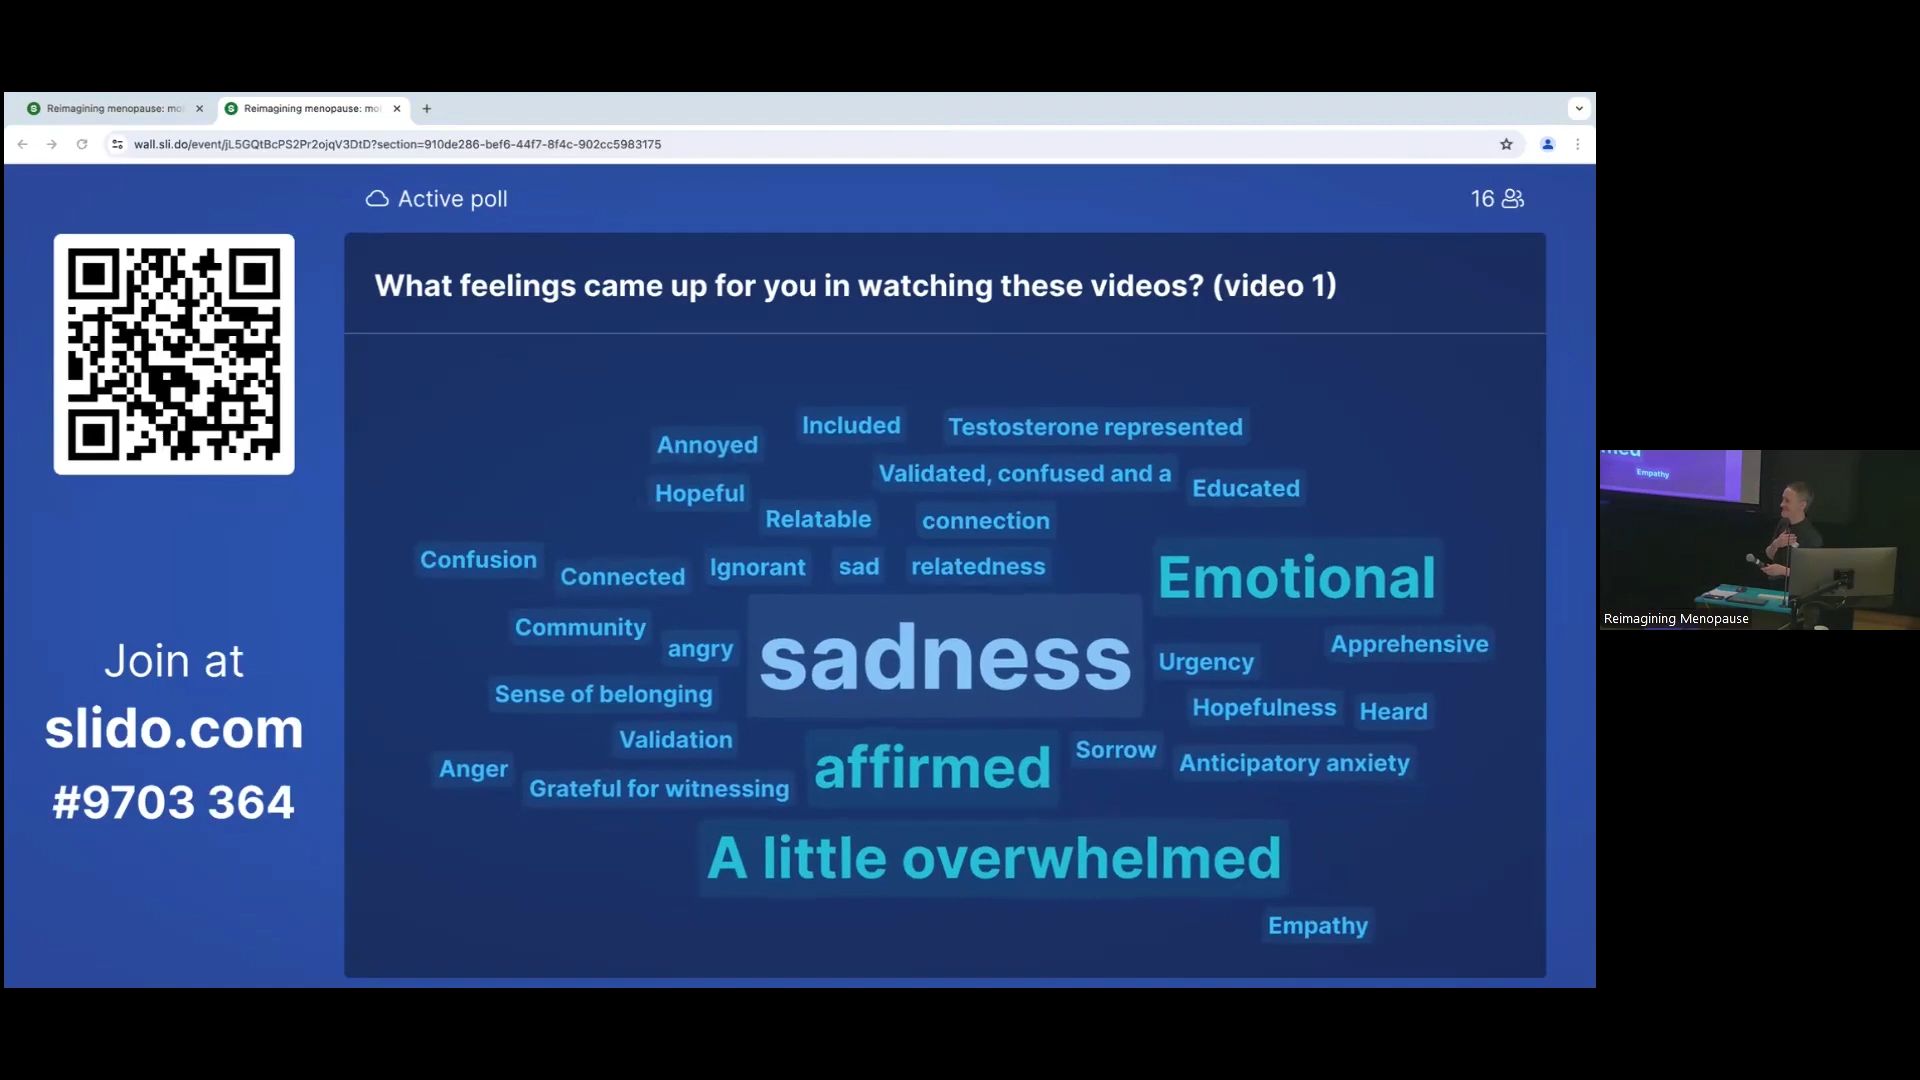 Reimagining menopause: mo
Reimagining menopause: mo
wall.sli.do/event/jL5GQtBcPS2Pr2ojqV3DtD?section=910de286-bef6-44f7-8f4c-902cc5983175
Active poll
16
What feelings came up for you in watching these videos? (video 1)
Included
Testosterone represented
Annoyed
Validated, confused and a
Hopeful
Educated
Relatable
connection
Confusion
Connected
Ignorant
sad
relatedness
Emotional
Community
angry
sadness
Urgency
Apprehensive
Sense of belonging
Hopefulness
Heard
Validation
affirmed
Sorrow
Anticipatory anxiety
Anger
Grateful for witnessing
A little overwhelmed
Empathy
Join at
slido.com
#9703 364
Empathy
Reimagining Menopause